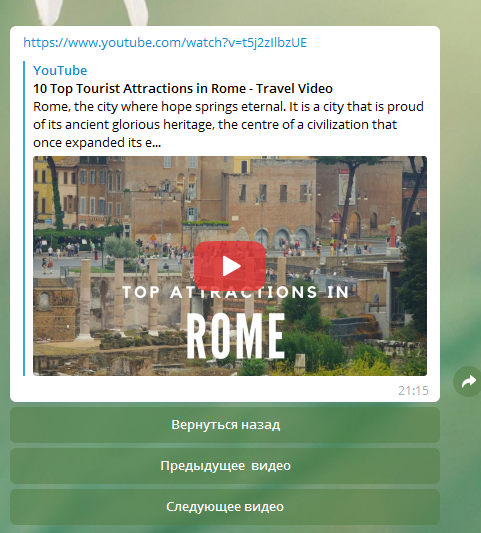 https://www.youtube.com/watch?v=t5j2zIlbzUE
YouTube
10 Top Tourist Attractions in Rome - Travel Video
Rome, the city where hope springs eternal. It is a city that is proud
of its ancient glorious heritage, the centre of a civilization that
once expanded its e...
TOP ATTRACTIONS IN
ROME
21:15
Вернуться назад
Предыдущее видео
Следующее видео